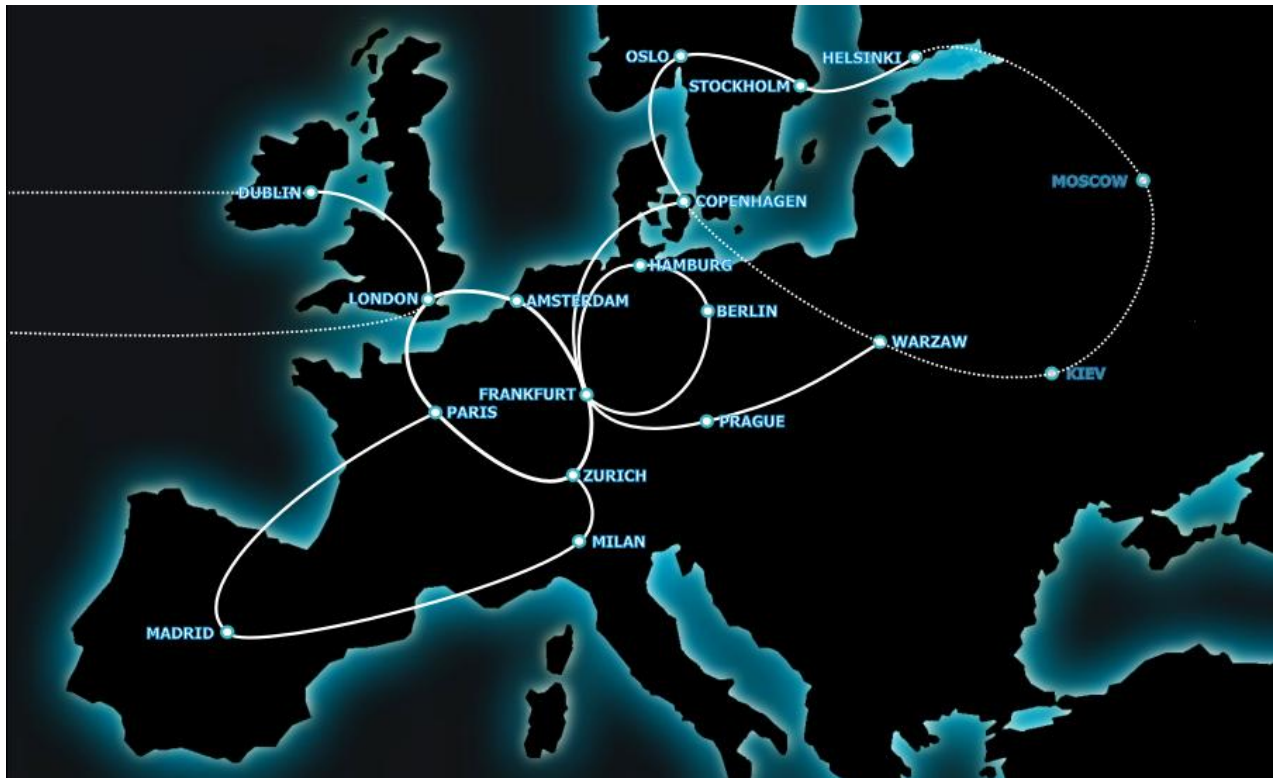 OSLO
HELSINKI
STOCKHOLM
MOSCOW
DUBLIN
COPENHAGEN
HAMBURG
LONDON
AMSTERDAM
BERLIN
WARZAW
KIEV
FRANKFURT
PARIS
PRAGUE
ZURICH
MILAN
MADRID